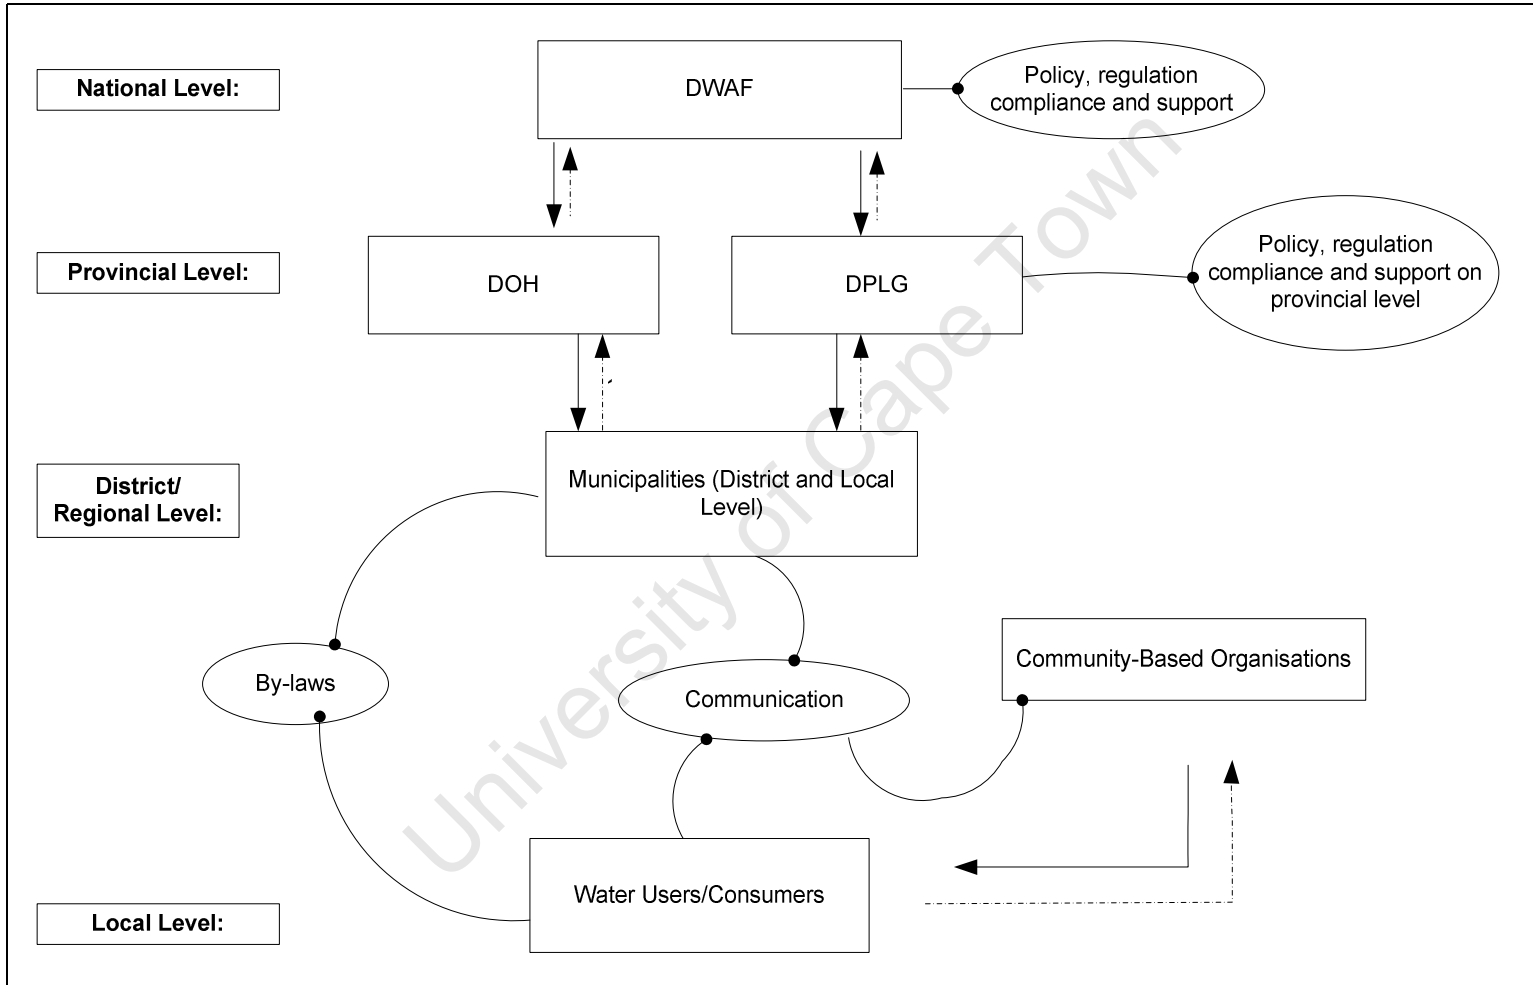 National Level:
DWAF
Policy, regulation
compliance and support
Provincial Level:
DOH
DPLG
Policy, regulation
compliance and support on
provincial level
District/
Regional Level:
Municipalities (District and Local
Level)
By-laws
Communication
Community-Based Organisations
Water Users/Consumers
Local Level:
University of Cape Town